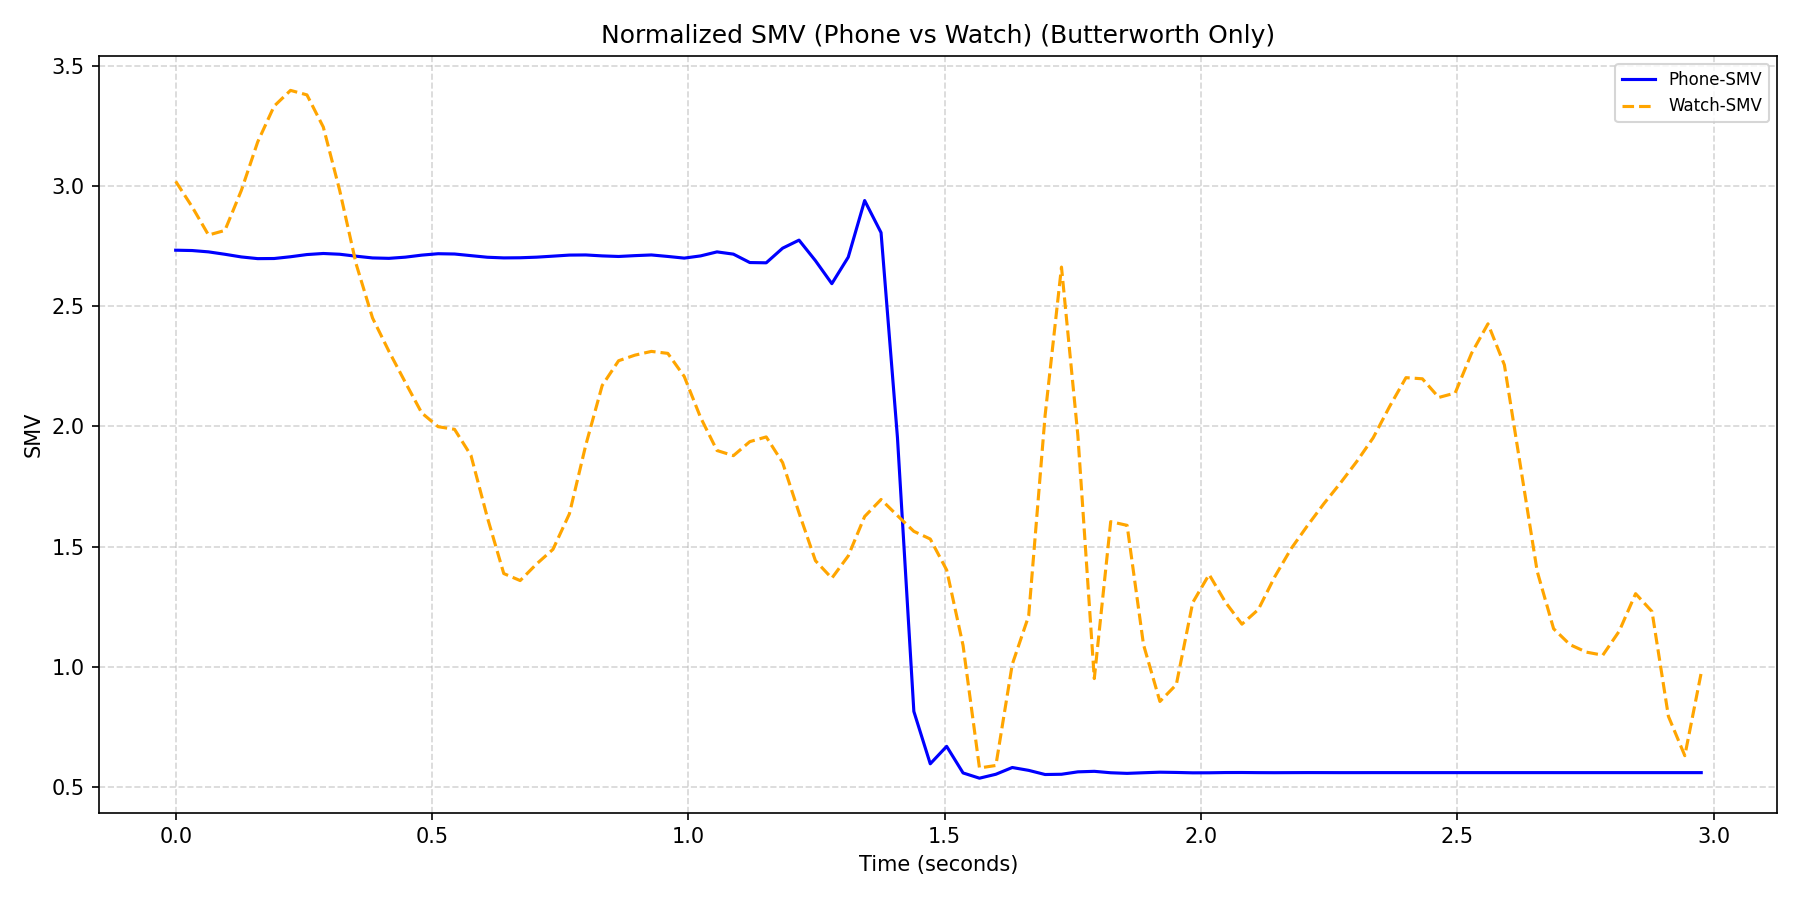 Normalized SMV (Phone vs Watch) (Butterworth Only)
Phone-SMV
Watch-SMV
SMV
3.5
3.0
2.5
2.0
1.5
1.0
0.5
0.0 0.5 1.0 1.5 2.0 2.5 3.0
Time (seconds)